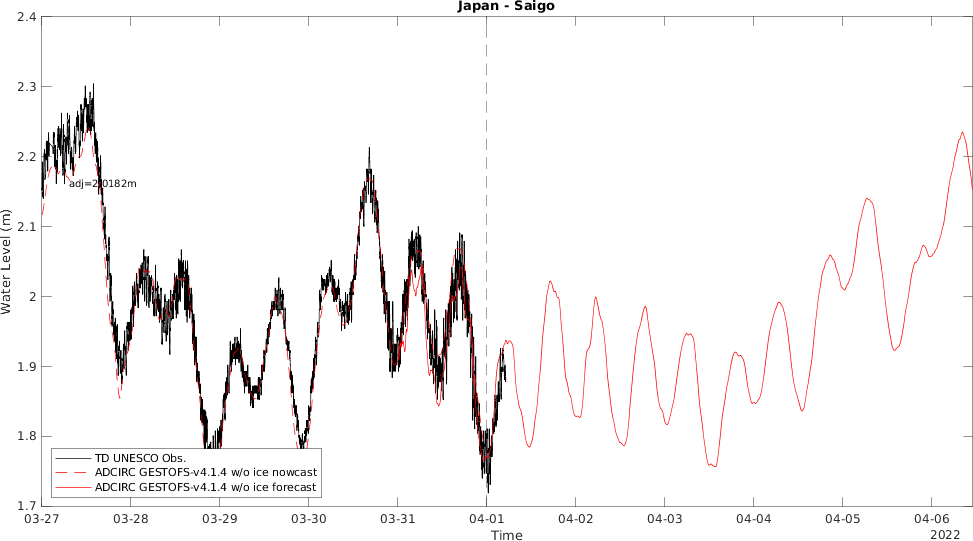 Japan - Saigo
2.4
2.3
2.2
2.1
2
1.9
1.8
1.7
Water Level (m)
adj=2.0182m
TD UNESCO Obs.
ADCIRC GESTOFS-v4.1.4 w/o ice nowcast
ADCIRC GESTOFS-v4.1.4 w/o ice forecast
03-27 03-28 03-29 03-30 03-31 04-01 04-02 04-03 04-04 04-05 04-06
Time
2022